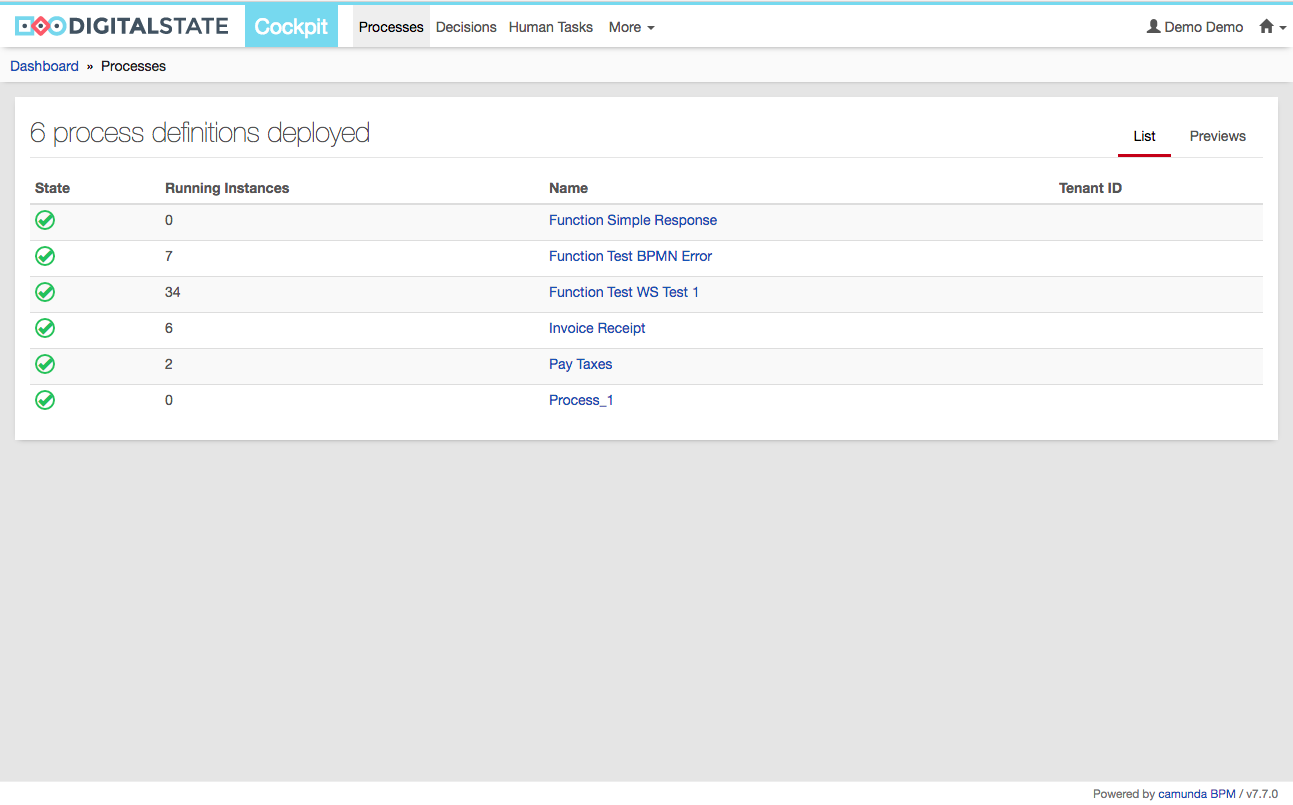 DIGITALSTATE Cockpit Processes Decisions Human Tasks More Demo Demo
Dashboard » Processes
6 process definitions deployed List Previews
State Running Instances Name Tenant ID
0 Function Simple Response
7 Function Test BPMN Error
34 Function Test WS Test 1
6 Invoice Receipt
2 Pay Taxes
0 Process_1
Powered by camunda BPM / v7.7.0